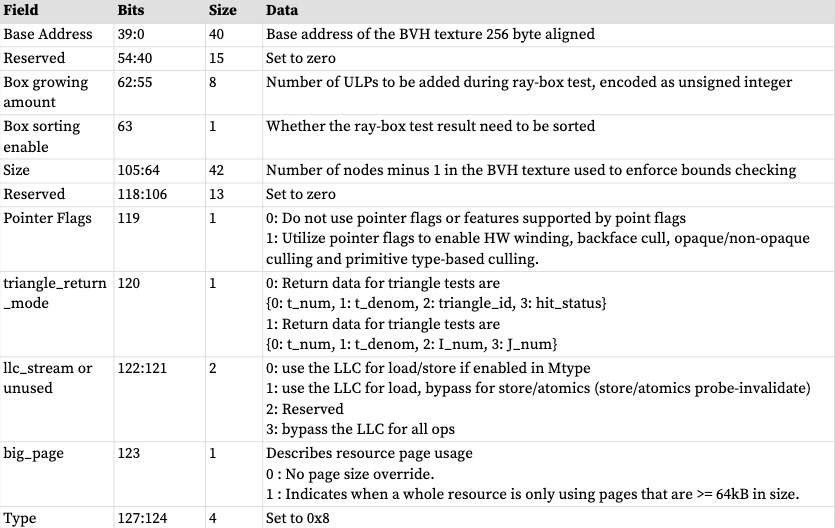 Field Bits Size Data
Base Address 39:0 40 Base address of the BVH texture 256 byte aligned
Reserved 54:40 15 Set to zero
Box growing 62:55 8 Number of ULPs to be added during ray-box test, encoded as unsigned integer
amount
Box sorting 63 1 Whether the ray-box test result need to be sorted
enable
Size 105:64 42 Number of nodes minus 1 in the BVH texture used to enforce bounds checking
Reserved 118:106 13 Set to zero
Pointer Flags 119 1 0: Do not use pointer flags or features supported by point flags
1: Utilize pointer flags to enable HW winding, backface cull, opaque/non-opaque
culling and primitive type-based culling.
triangle_return 120 1 0: Return data for triangle tests are
_mode {0: t_num, 1: t_denom, 2: triangle_id, 3: hit_status}
1: Return data for triangle tests are
{0: t_num, 1: t_denom, 2: I_num, 3: J_num}
llc_stream or 122:121 2 0: use the LLC for load/store if enabled in Mtype
unused 1: use the LLC for load, bypass for store/atomics (store/atomics probe-invalidate)
2: Reserved
3: bypass the LLC for all ops
big_page 123 1 Describes resource page usage
0 : No page size override.
1 : Indicates when a whole resource is only using pages that are >= 64kB in size.
Type 127:124 4 Set to 0x8